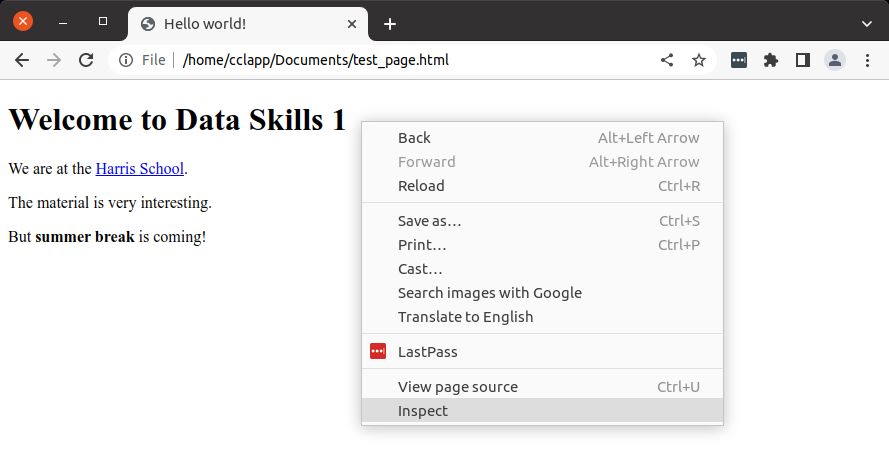 Hello world!
File | /home/cclapp/Documents/test_page.html
Welcome to Data Skills 1
We are at the Harris School.
The material is very interesting.
But summer break is coming!
Back Alt+Left Arrow
Forward Alt+Right Arrow
Reload Ctrl+R
Save as… Ctrl+S
Print… Ctrl+P
Cast…
Search images with Google
Translate to English
LastPass
View page source Ctrl+U
Inspect